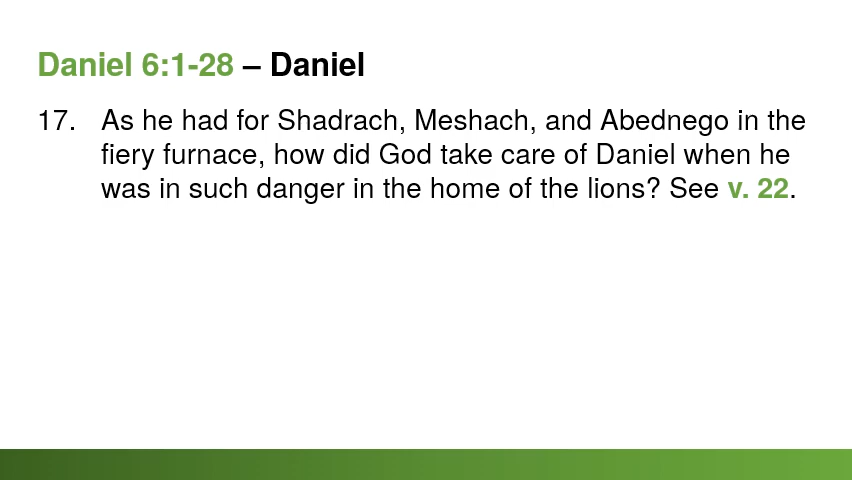 Daniel 6:1-28 – Daniel
17. As he had for Shadrach, Meshach, and Abednego in the
fiery furnace, how did God take care of Daniel when he
was in such danger in the home of the lions? See v. 22.